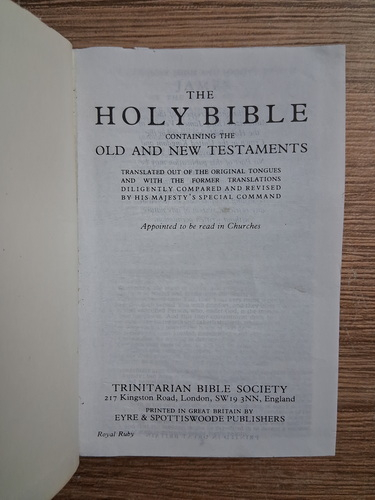 THE
HOLY BIBLE
CONTAINING THE
OLD AND NEW TESTAMENTS
TRANSLATED OUT OF THE ORIGINAL TONGUES
AND WITH THE FORMER TRANSLATIONS
DILIGENTLY COMPARED AND REVISED
BY HIS MAJESTY'S SPECIAL COMMAND
Appointed to be read in Churches
TRINITARIAN BIBLE SOCIETY
217 Kingston Road, London, SW19 3NN, England
PRINTED IN GREAT BRITAIN BY
EYRE & SPOTTISWOODE PUBLISHERS
Royal Ruby